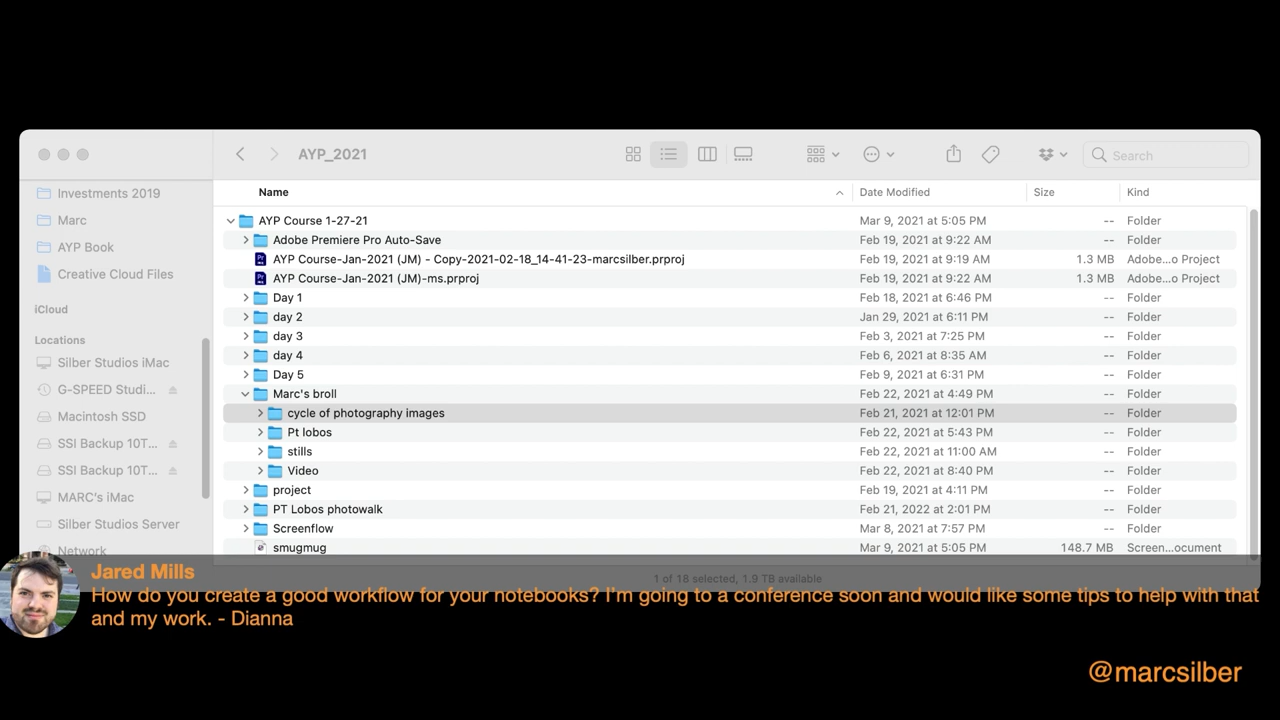 AYP_2021
Search
Investments 2019
Marc
AYP Book
Creative Cloud Files
iCloud
Locations
Silber Studios iMac
G-SPEED Studi...
Macintosh SSD
SSI Backup 10T...
SSI Backup 10T...
MARC's iMac
Silber Studios Server
Network
Name Date Modified Size Kind
AYP Course 1-27-21 Mar 9, 2021 at 5:05 PM -- Folder
Adobe Premiere Pro Auto-Save Feb 19, 2021 at 9:22 AM -- Folder
AYP Course-Jan-2021 (JM) - Copy-2021-02-18_14-41-23-marcsilber.prproj Feb 19, 2021 at 9:19 AM 1.3 MB Adobe...o Project
AYP Course-Jan-2021 (JM)-ms.prproj Feb 19, 2021 at 9:22 AM 1.3 MB Adobe...o Project
Day 1 Feb 18, 2021 at 6:46 PM -- Folder
day 2 Jan 29, 2021 at 6:11 PM -- Folder
day 3 Feb 3, 2021 at 7:25 PM -- Folder
day 4 Feb 6, 2021 at 8:35 AM -- Folder
Day 5 Feb 9, 2021 at 6:31 PM -- Folder
Marc's broll Feb 22, 2021 at 4:49 PM -- Folder
cycle of photography images Feb 21, 2021 at 12:01 PM -- Folder
Pt lobos Feb 22, 2021 at 5:43 PM -- Folder
stills Feb 22, 2021 at 11:00 AM -- Folder
Video Feb 22, 2021 at 8:40 PM -- Folder
project Feb 19, 2021 at 4:11 PM -- Folder
PT Lobos photowalk Feb 21, 2022 at 2:01 PM -- Folder
Screenflow Mar 8, 2021 at 7:57 PM -- Folder
smugmug Mar 9, 2021 at 5:05 PM 148.7 MB Screen...ocument
1 of 18 selected, 1.9 TB available
Jared Mills
How do you create a good workflow for your notebooks? I'm going to a conference soon and would like some tips to help with that
and my work. - Dianna
@marcsilber